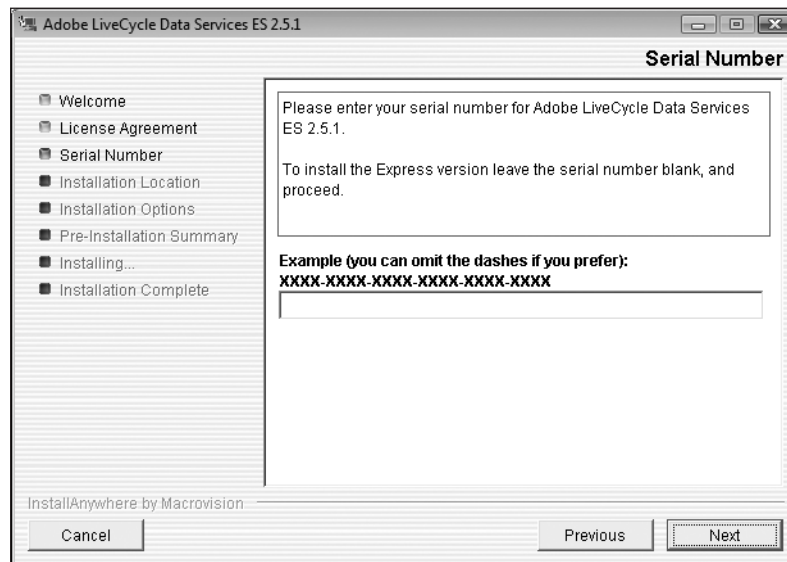 Adobe LiveCycle Data Services ES 2.5.1
Serial Number
Welcome
License Agreement
Serial Number
Installation Location
Installation Options
Pre-Installation Summary
Installing...
Installation Complete
Please enter your serial number for Adobe LiveCycle Data Services
ES 2.5.1.
To install the Express version leave the serial number blank, and
proceed.
Example (you can omit the dashes if you prefer):
XXXX-XXXX-XXXX-XXXX-XXXX-XXXX
InstallAnywhere by Macrovision
Cancel
Previous
Next